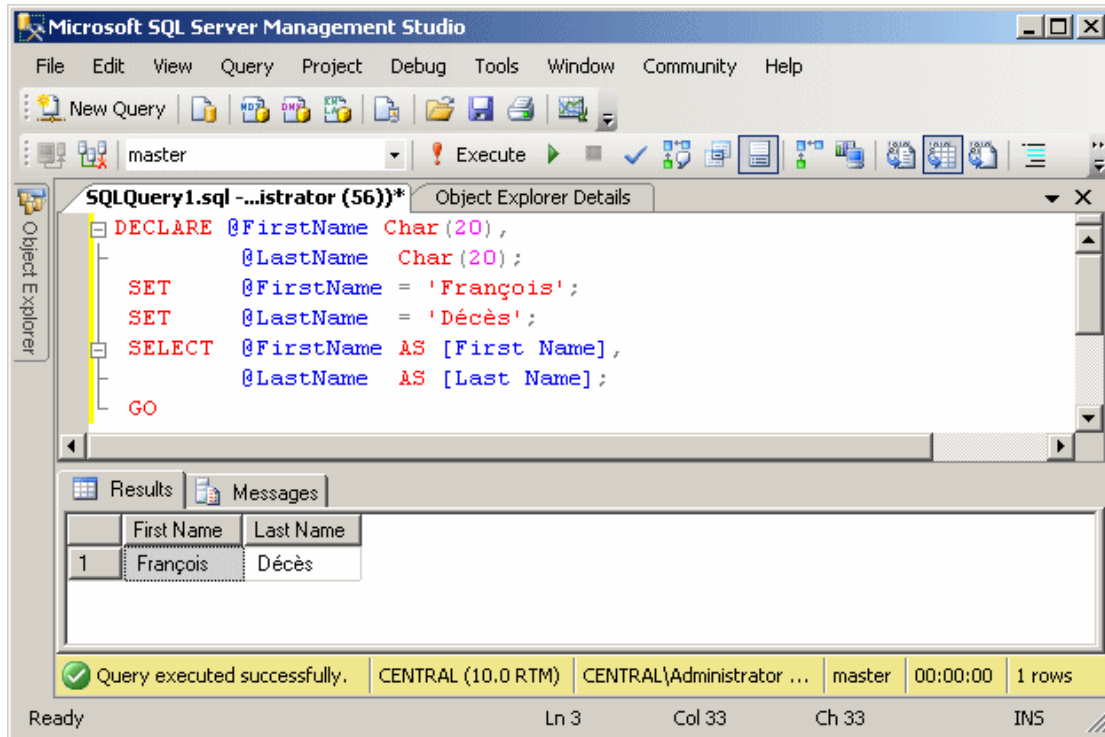 Microsoft SQL Server Management Studio
File Edit View Query Project Debug Tools Window Community Help
New Query
master Execute
SQLQuery1.sql -...istrator (56))* Object Explorer Details
Object Explorer
DECLARE @FirstName Char(20),
@LastName Char(20);
SET @FirstName = 'François';
SET @LastName = 'Décès';
SELECT @FirstName AS [First Name],
@LastName AS [Last Name];
GO
Results Messages
First Name Last Name
1 François Décès
Query executed successfully. CENTRAL (10.0 RTM) CENTRAL\Administrator ... master 00:00:00 1 rows
Ready Ln 3 Col 33 Ch 33 INS